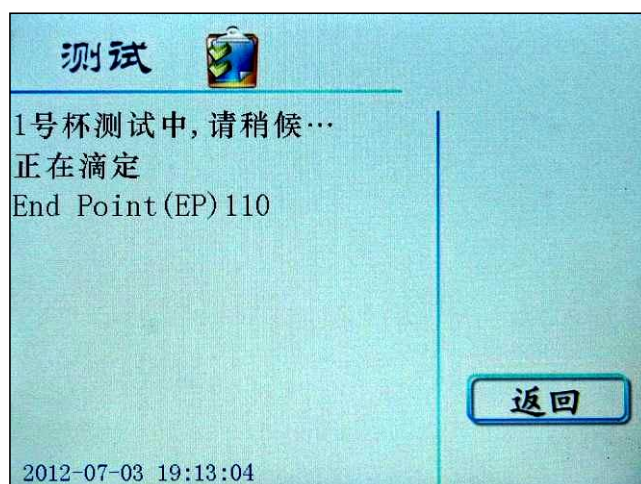 测试
1号杯测试中,请稍候…
正在滴定
End Point(EP)110
返回
2012-07-03 19:13:04